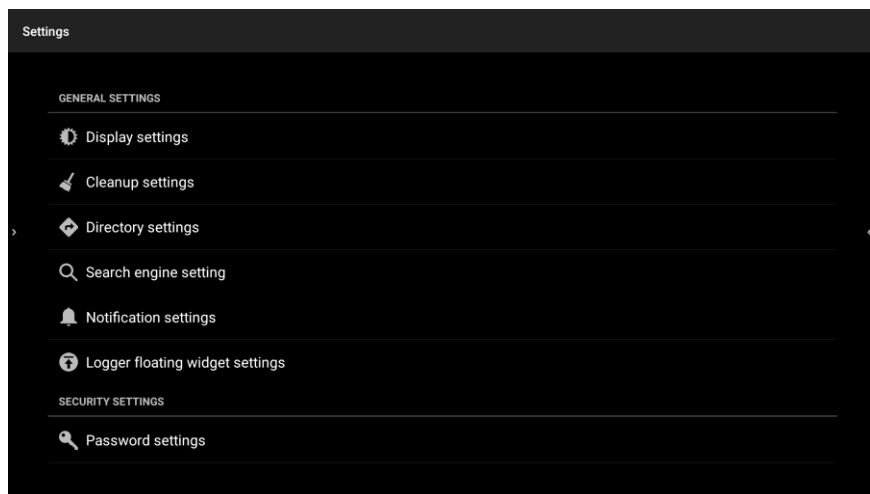 Settings
GENERAL SETTINGS
Display settings
Cleanup settings
Directory settings
Search engine setting
Notification settings
Logger floating widget settings
SECURITY SETTINGS
Password settings